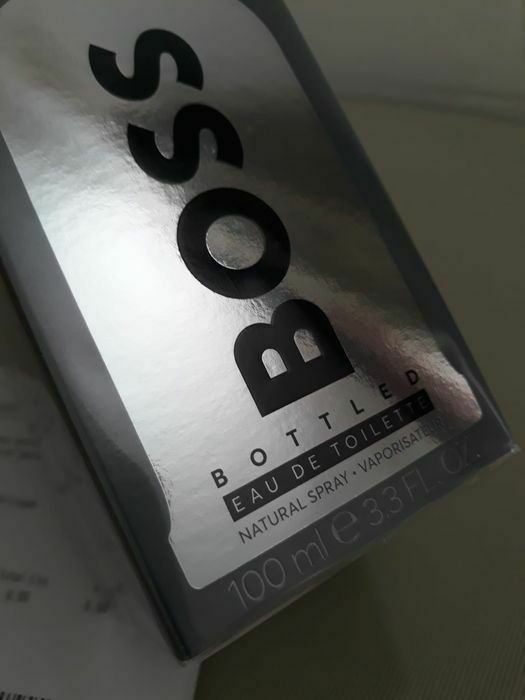 BOSS
BOTTLED
EAU DE TOILETTE
NATURAL SPRAY • VAPORISATEUR
100 ml e 3.3 FL. OZ.